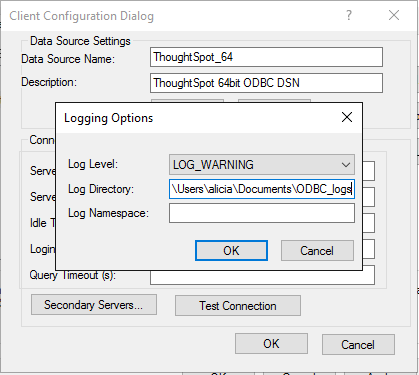 Client Configuration Dialog
Data Source Settings
Data Source Name: ThoughtSpot_64
Description: ThoughtSpot 64bit ODBC DSN
Logging Options
Log Level: LOG_WARNING
Log Directory: \Users\alicia\Documents\ODBC_logs
Log Namespace:
OK Cancel
Conne
Serve
Serve
Idle T
Login
Query Timeout (s):
Secondary Servers... Test Connection
OK Cancel